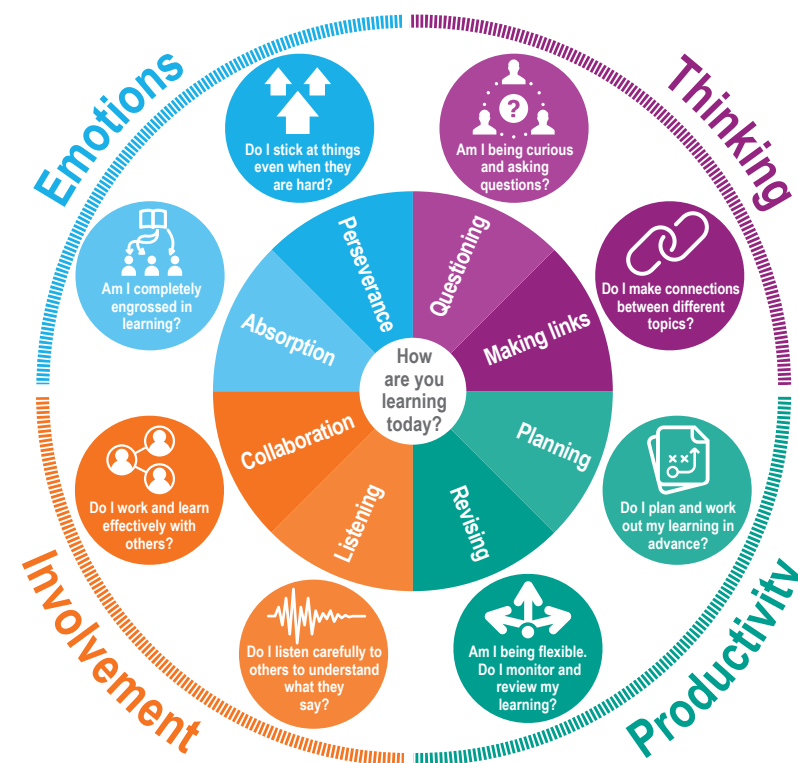 Emotions
Thinking
Do I stick at things
even when they
are hard?
?
Am I being curious
and asking
questions?
Am I completely
engrossed in
learning?
Do I make connections
between different
topics?
Perseverance
Questioning
Absorption
Making links
How
are you
learning
today?
Collaboration
Planning
Listening
Revising
Do I work and learn
effectively with
others?
Do I plan and work
out my learning in
advance?
Do I listen carefully to
others to understand
what they
say?
Am I being flexible.
Do I monitor and
review my
learning?
Involvement
Productivity